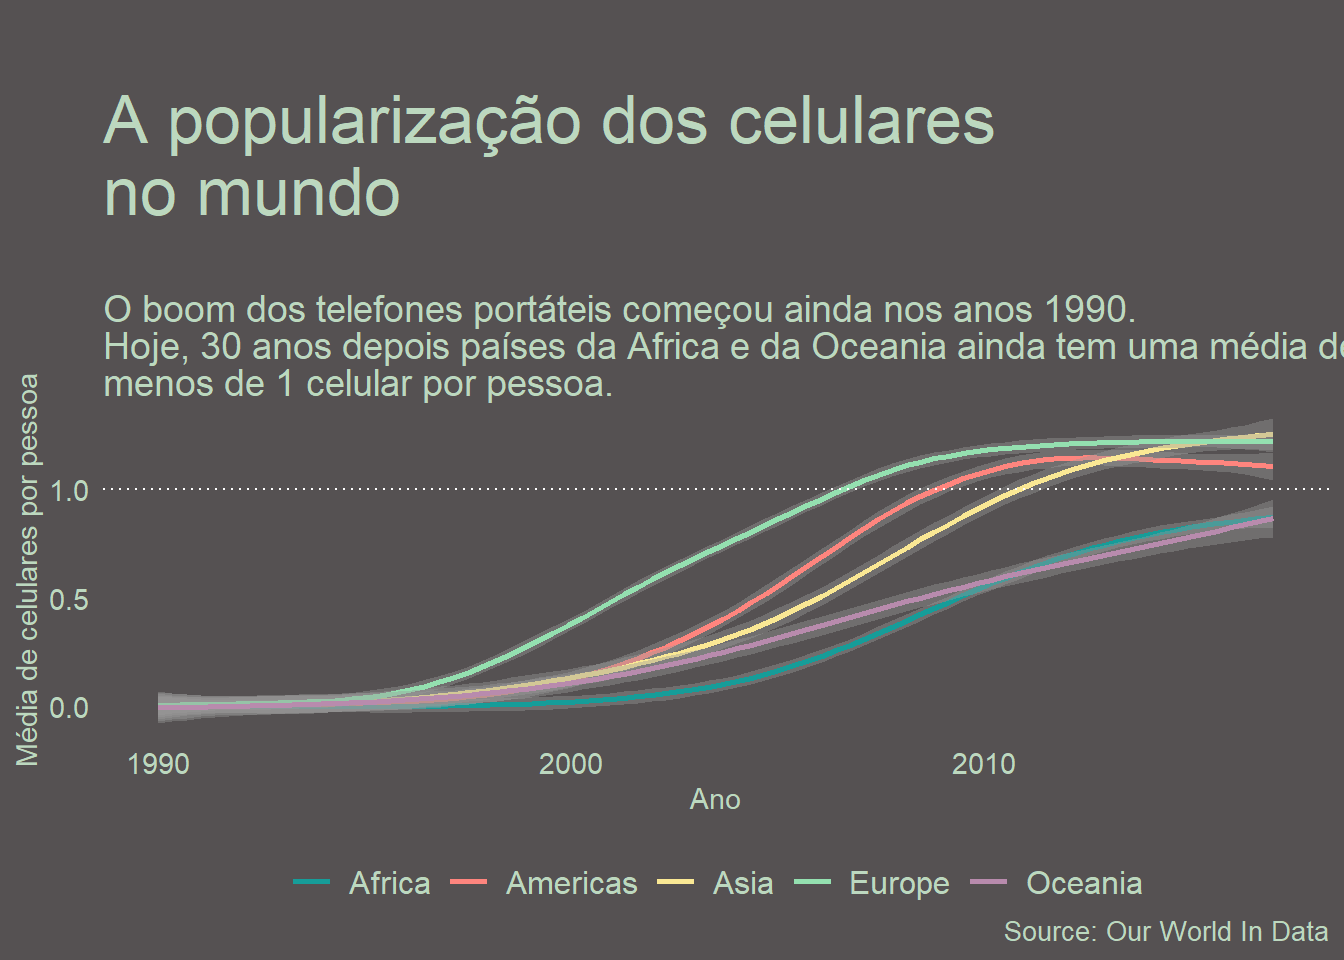 A popularização dos celulares
no mundo
O boom dos telefones portáteis começou ainda nos anos 1990.
Hoje, 30 anos depois países da Africa e da Oceania ainda tem uma média de
menos de 1 celular por pessoa.
Média de celulares por pessoa
1.0
0.5
0.0
1990 2000 2010
Ano
Africa Americas Asia Europe Oceania
Source: Our World In Data